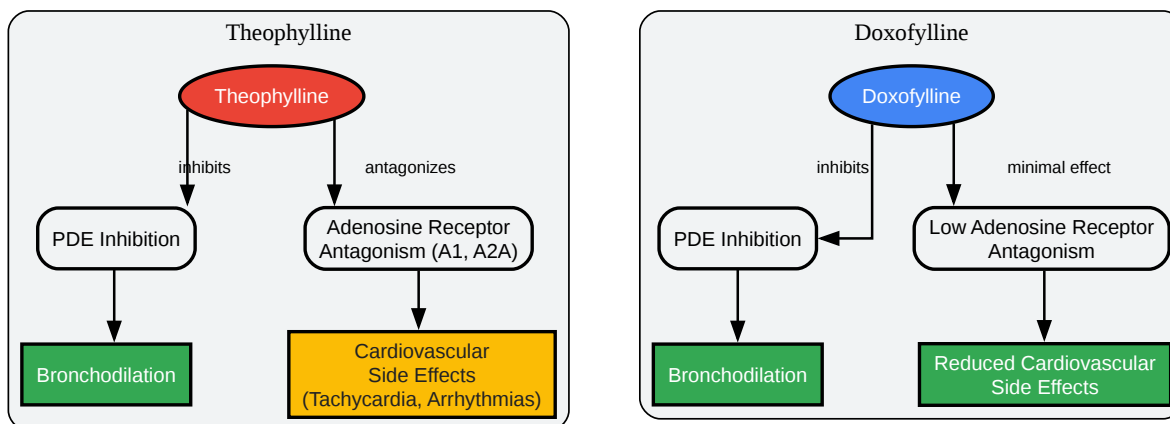 Theophylline
Theophylline
inhibits
antagonizes
PDE Inhibition
Adenosine Receptor
Antagonism (A1, A2A)
Bronchodilation
Cardiovascular
Side Effects
(Tachycardia, Arrhythmias)
Doxofylline
Doxofylline
inhibits
minimal effect
PDE Inhibition
Low Adenosine Receptor
Antagonism
Bronchodilation
Reduced Cardiovascular
Side Effects